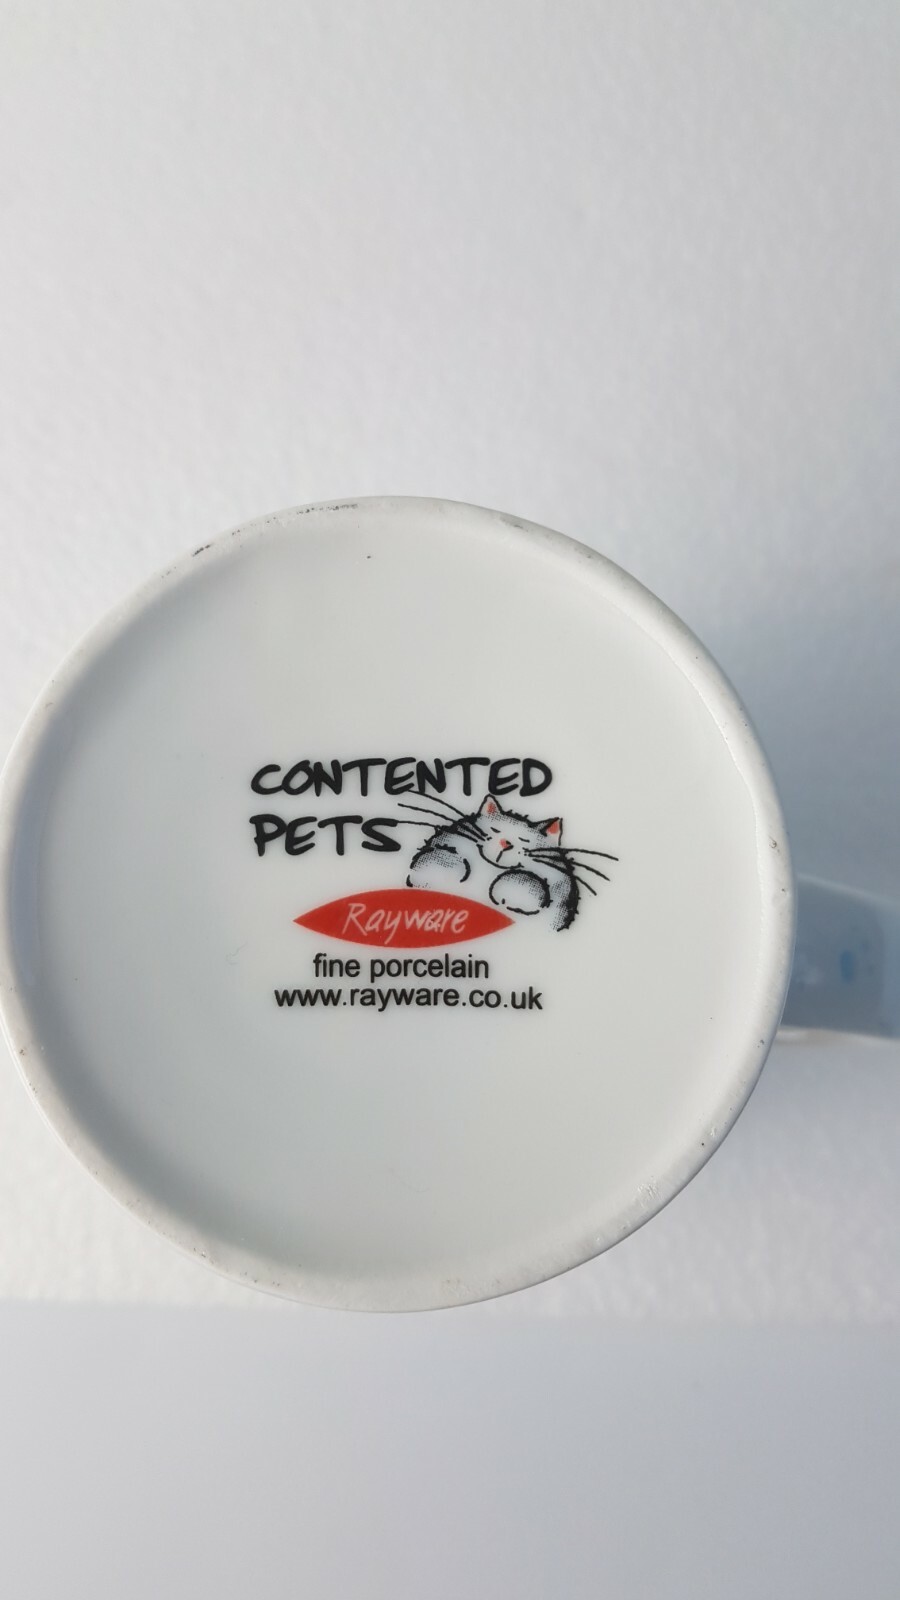 CONTENTED
PETS
Rayware
fine porcelain
www.rayware.co.uk